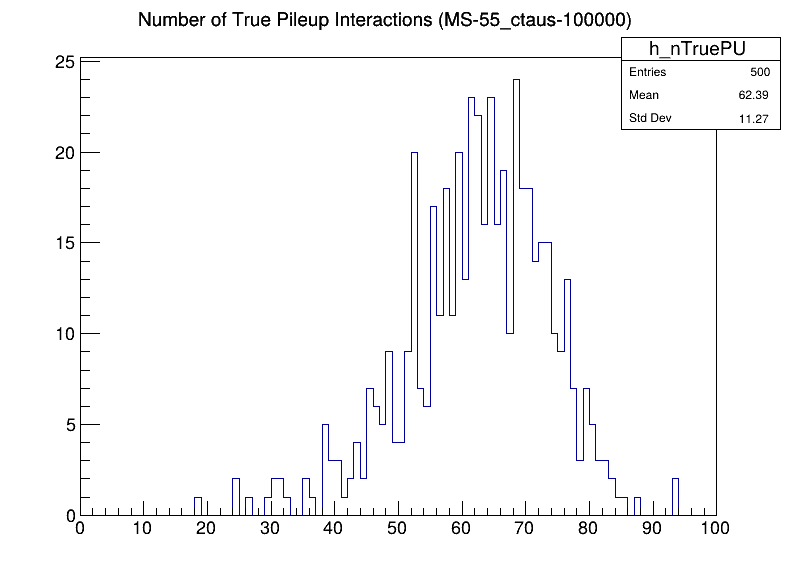 Number of True Pileup Interactions (MS-55_ctaus-100000)
h_nTruePU
Entries 500
Mean 62.39
Std Dev 11.27
25
20
15
10
5
0
0 10 20 30 40 50 60 70 80 90 100